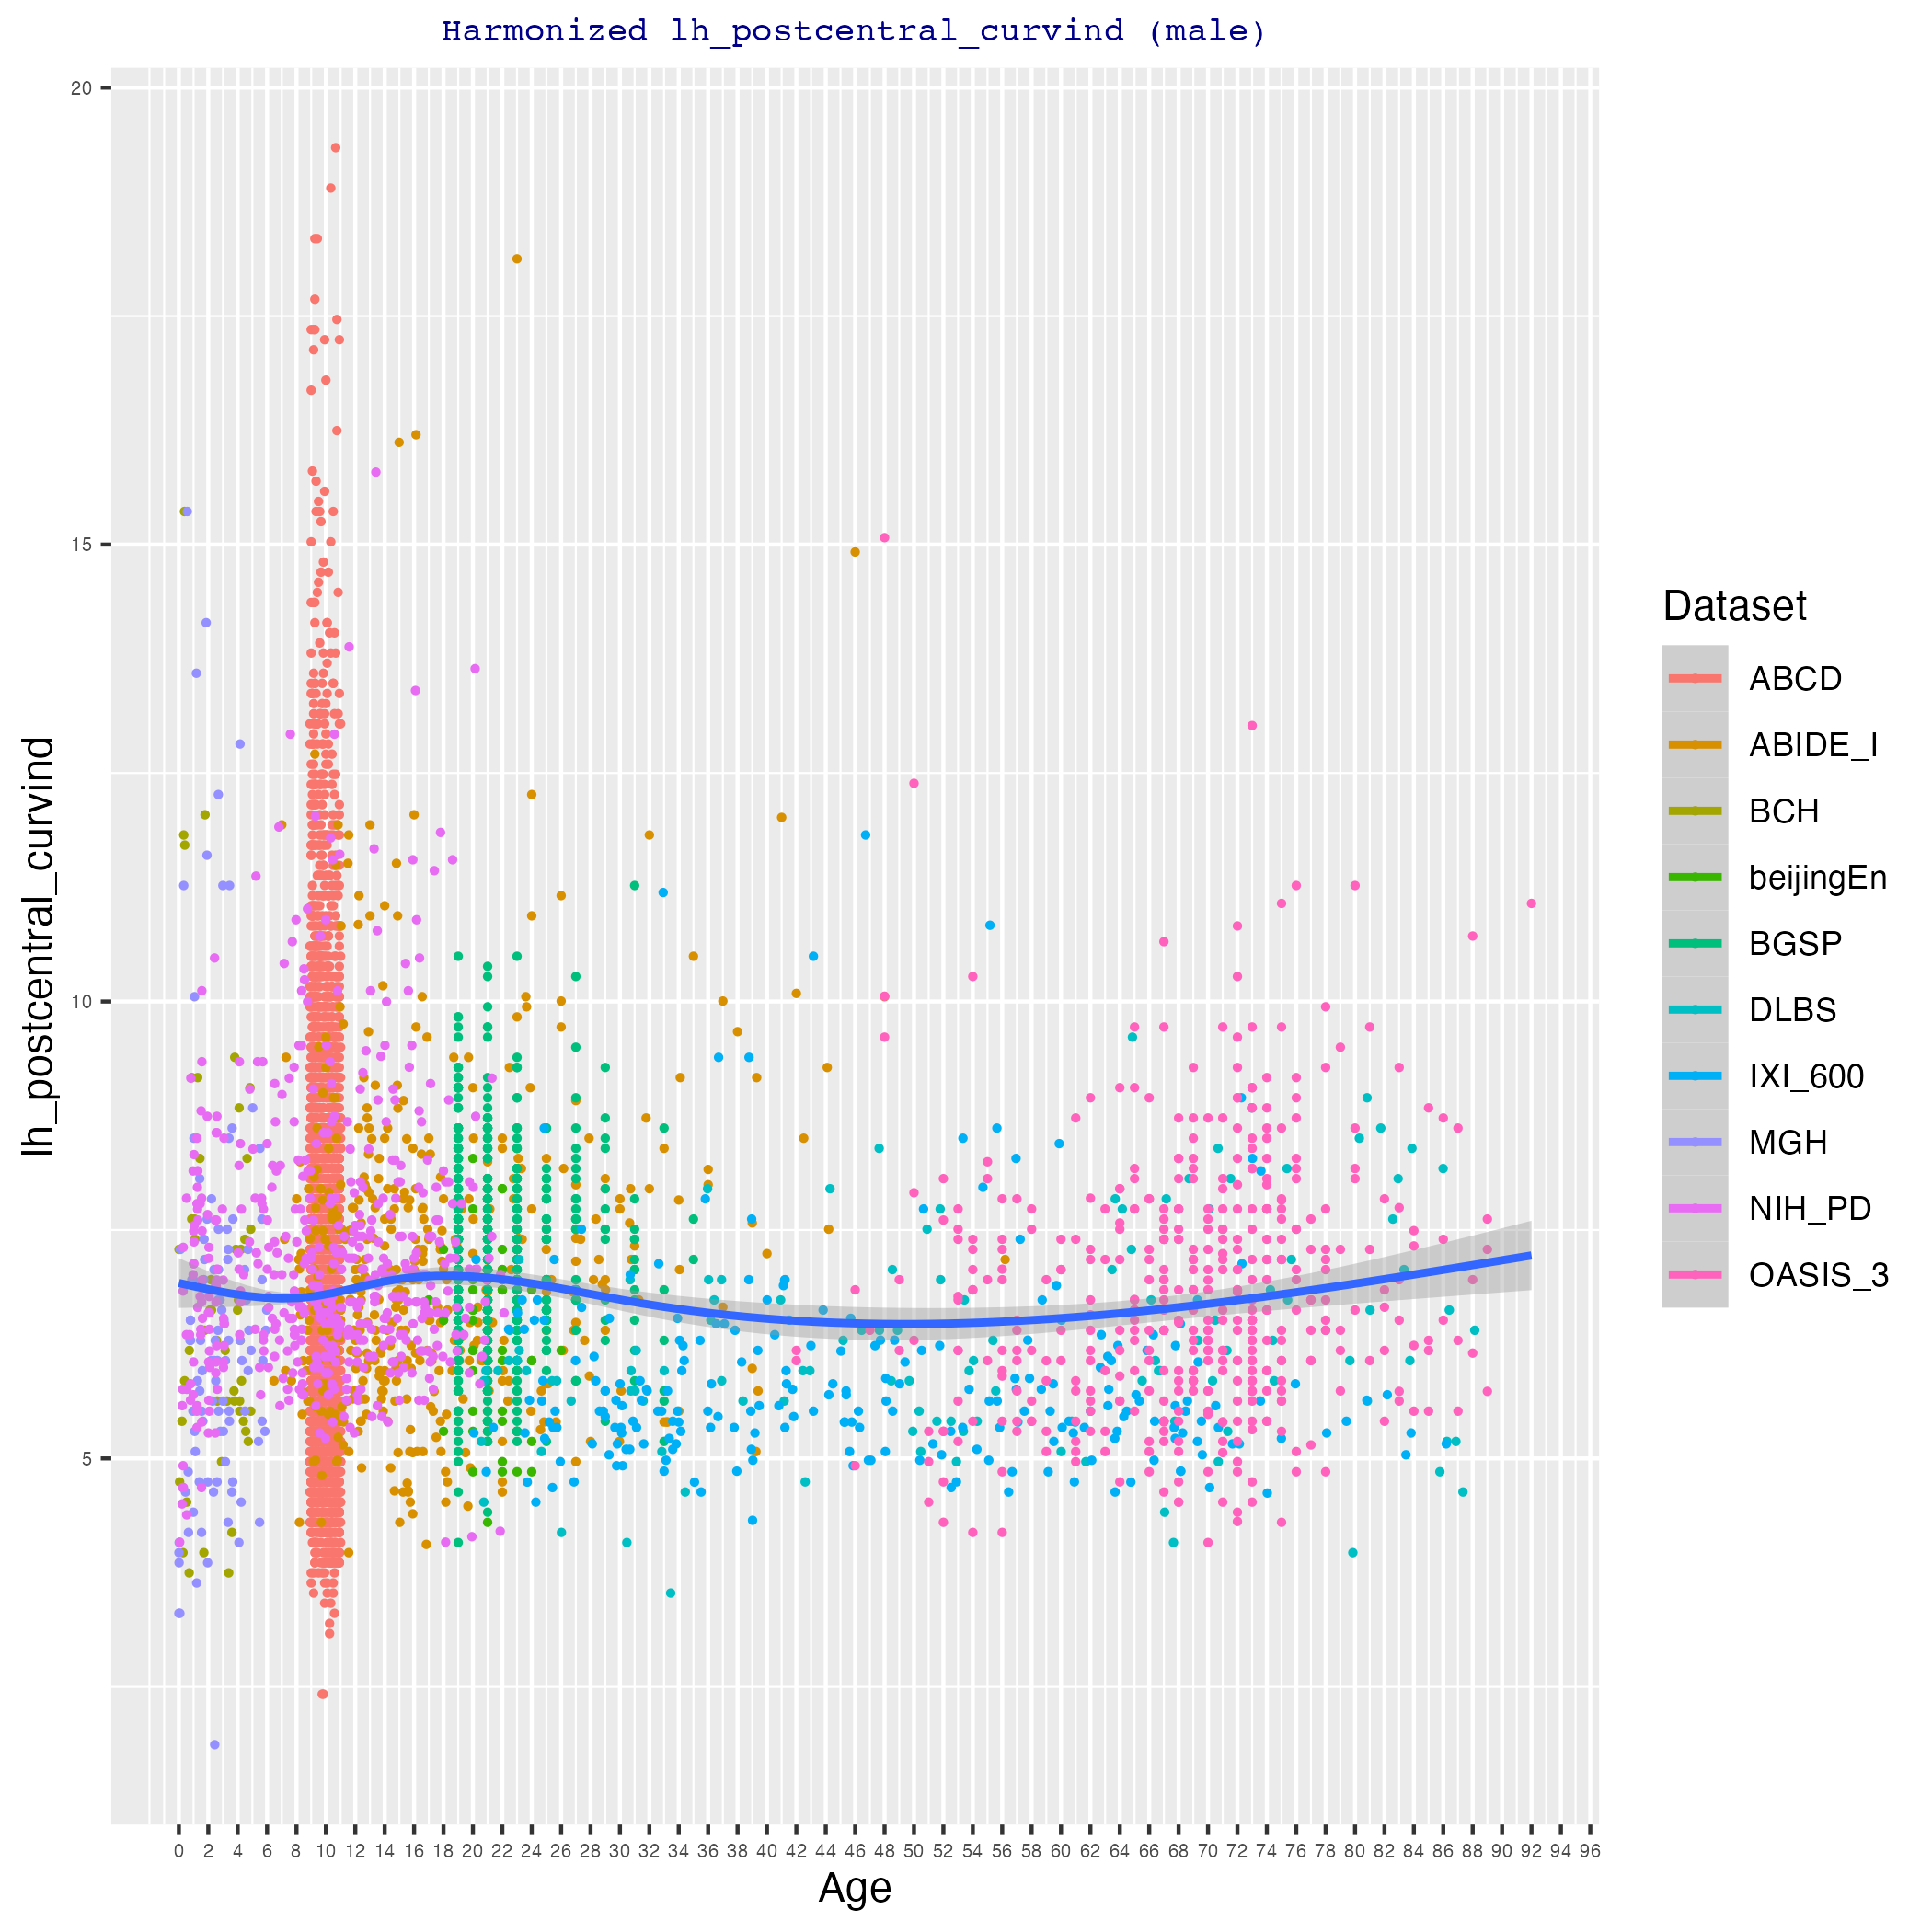 Harmonized lh_postcentral_curvind (male)
20
15
10
5
lh_postcentral_curvind
0 2 4 6 8 10 12 14 16 18 20 22 24 26 28 30 32 34 36 38 40 42 44 46 48 50 52 54 56 58 60 62 64 66 68 70 72 74 76 78 80 82 84 86 88 90 92 94 96
Age
Dataset
ABCD
ABIDE_I
BCH
beijingEn
BGSP
DLBS
IXI_600
MGH
NIH_PD
OASIS_3